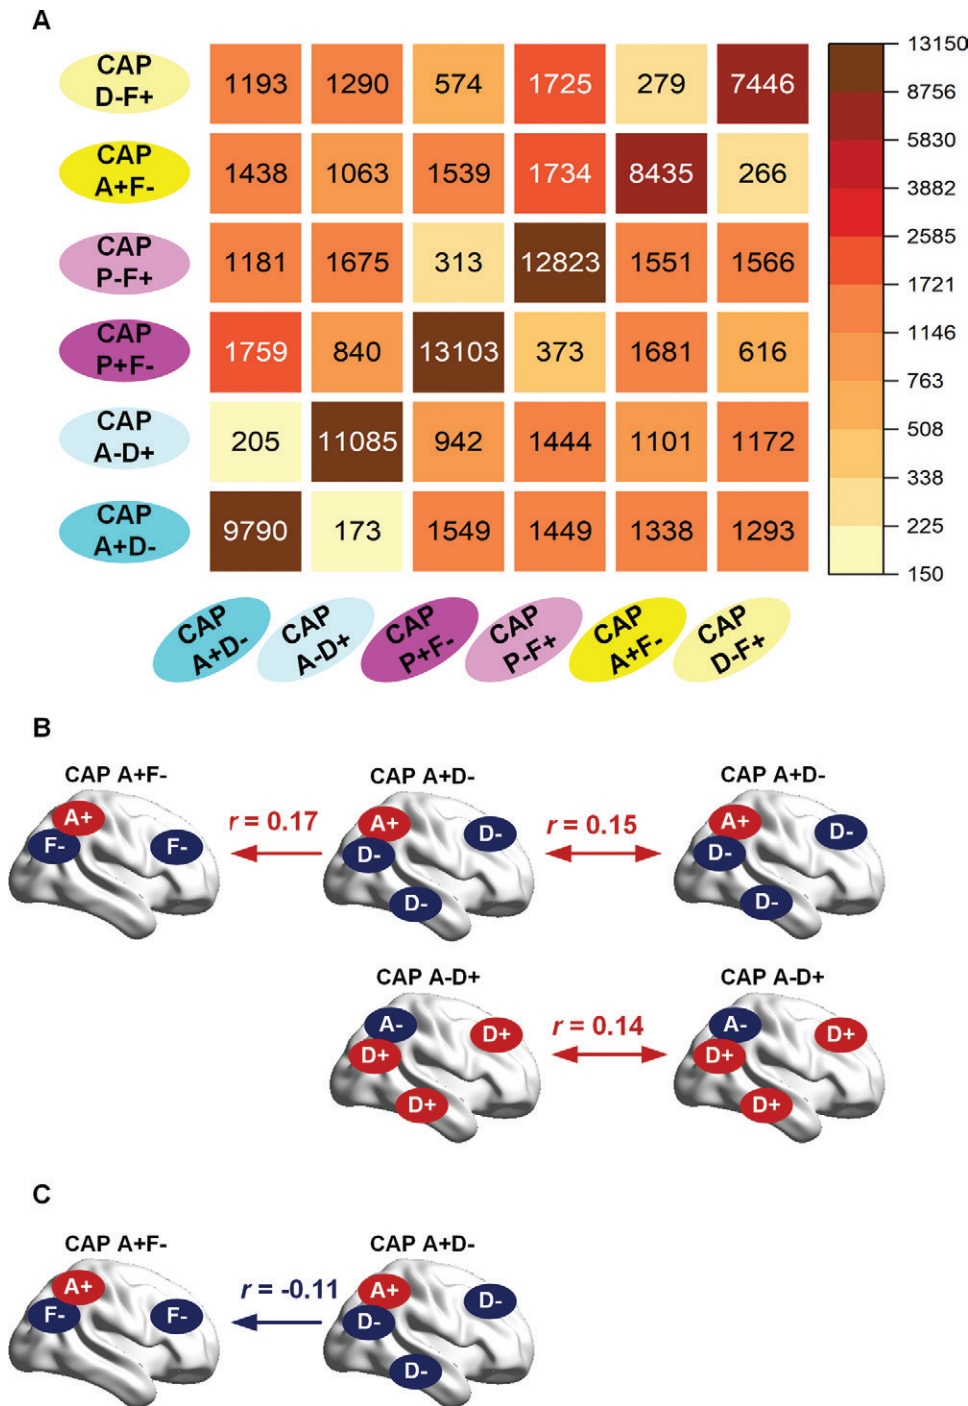 A
CAP
D-F+
1193 1290 574 1725 279 7446
CAP
A+F-
1438 1063 1539 1734 8435 266
CAP
P-F+
1181 1675 313 12823 1551 1566
CAP
P+F-
1759 840 13103 373 1681 616
CAP
A-D+
205 11085 942 1444 1101 1172
CAP
A+D-
9790 173 1549 1449 1338 1293
13150
8756
5830
3882
2585
1721
1146
763
508
338
225
150
CAP
A+D-
CAP
A-D+
CAP
P+F-
CAP
P-F+
CAP
A+F-
CAP
D-F+
B
CAP A+F- CAP A+D- CAP A+D-
A+ F- F- r = 0.17 A+ D- D- D- r = 0.15 A+ D- D- D-
CAP A-D+ CAP A-D+
A- D+ D+ D+ r = 0.14 A- D+ D+ D+
C
CAP A+F- CAP A+D-
A+ F- F- r = -0.11 A+ D- D- D-